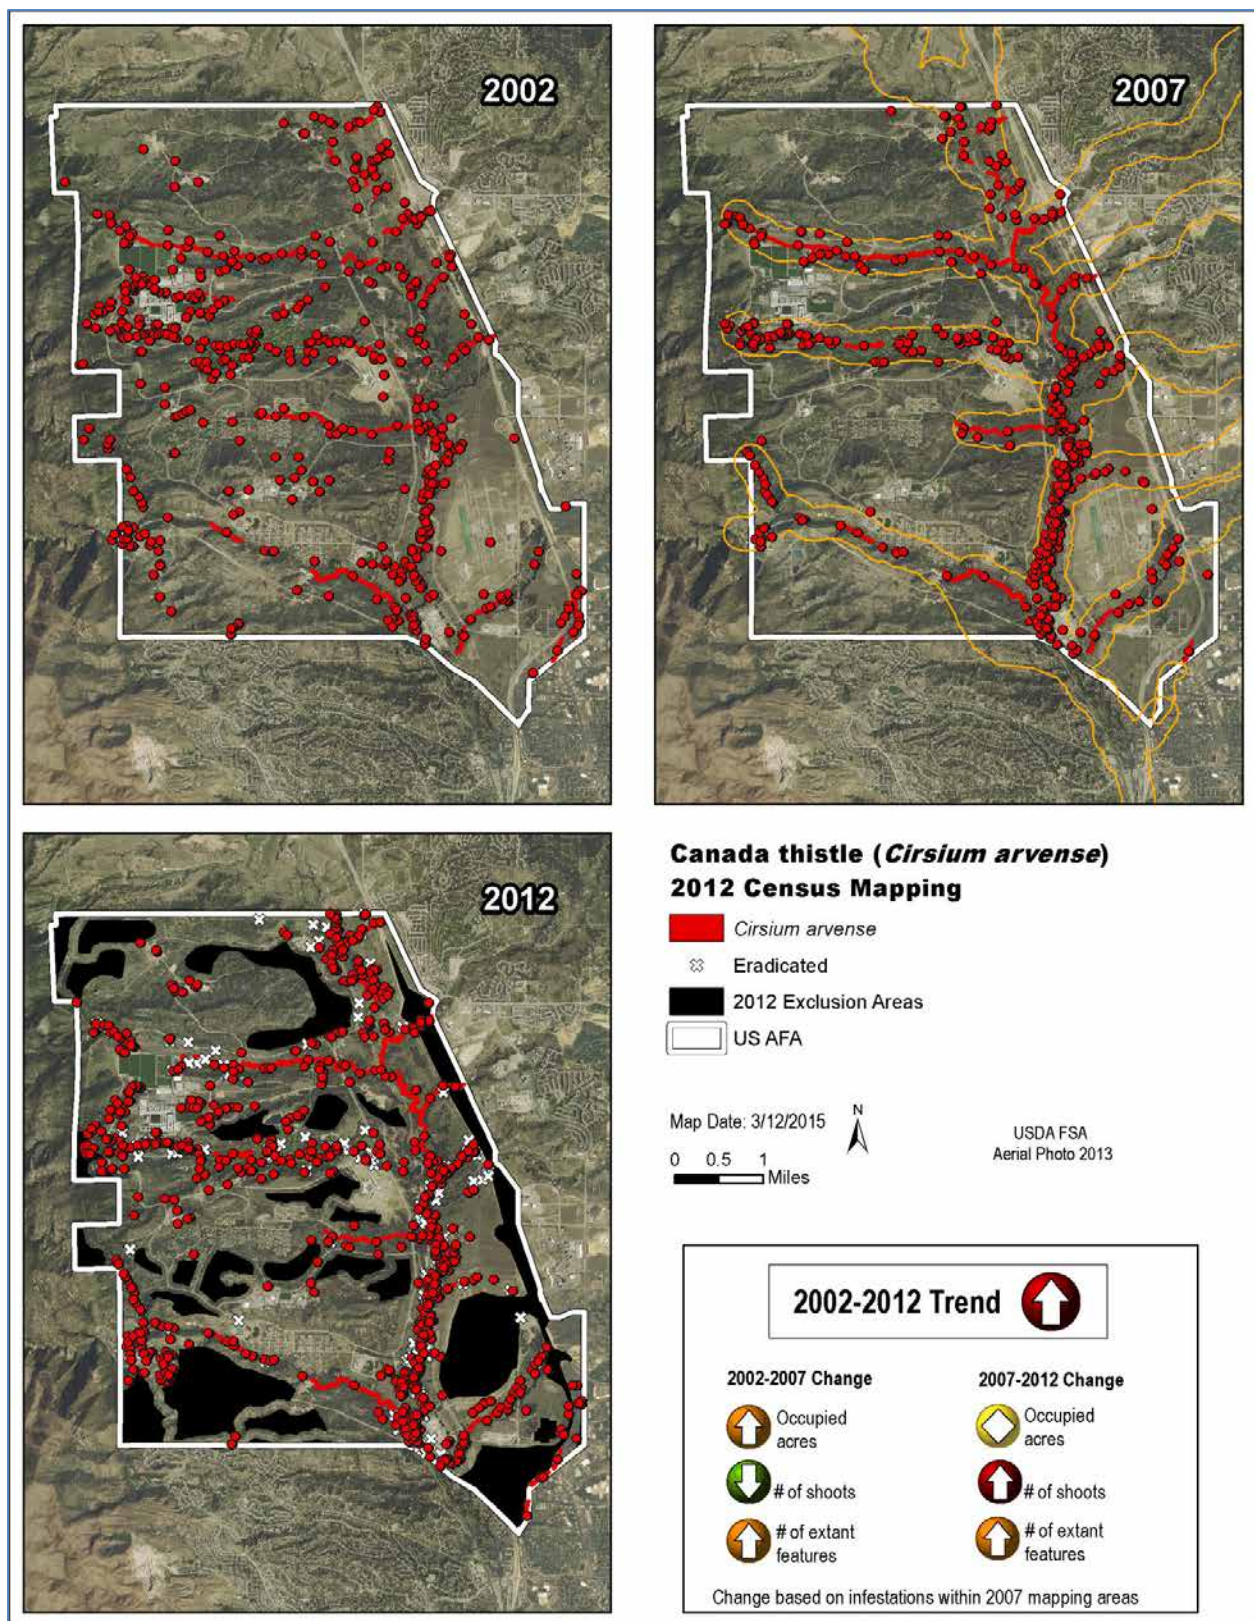 2002
2007
2012
Canada thistle (Cirsium arvense)
2012 Census Mapping
Cirsium arvense
Eradicated
2012 Exclusion Areas
US AFA
Map Date: 3/12/2015
N
0 0.5 1
Miles
USDA FSA
Aerial Photo 2013
2002-2012 Trend
2002-2007 Change
Occupied
acres
# of shoots
# of extant
features
2007-2012 Change
Occupied
acres
# of shoots
# of extant
features
Change based on infestations within 2007 mapping areas